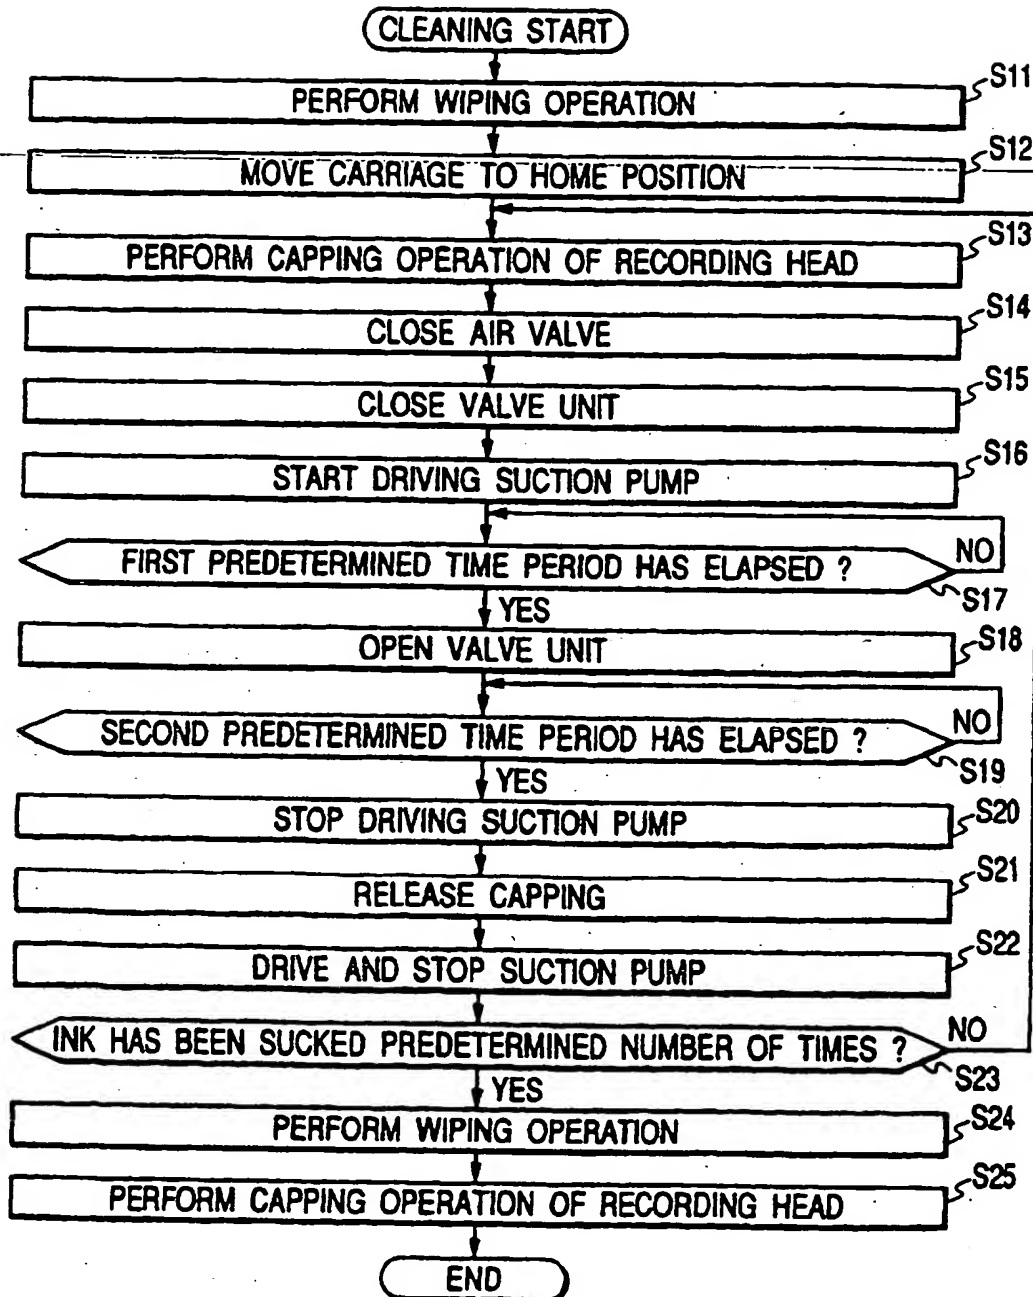 CLEANING START
PERFORM WIPING OPERATION
S11
MOVE CARRIAGE TO HOME POSITION
S12
PERFORM CAPPING OPERATION OF RECORDING HEAD
S13
CLOSE AIR VALVE
S14
CLOSE VALVE UNIT
S15
START DRIVING SUCTION PUMP
S16
FIRST PREDETERMINED TIME PERIOD HAS ELAPSED ?
NO
S17
YES
OPEN VALVE UNIT
S18
SECOND PREDETERMINED TIME PERIOD HAS ELAPSED ?
NO
S19
YES
STOP DRIVING SUCTION PUMP
S20
RELEASE CAPPING
S21
DRIVE AND STOP SUCTION PUMP
S22
INK HAS BEEN SUCKED PREDETERMINED NUMBER OF TIMES ?
NO
S23
YES
PERFORM WIPING OPERATION
S24
PERFORM CAPPING OPERATION OF RECORDING HEAD
S25
END